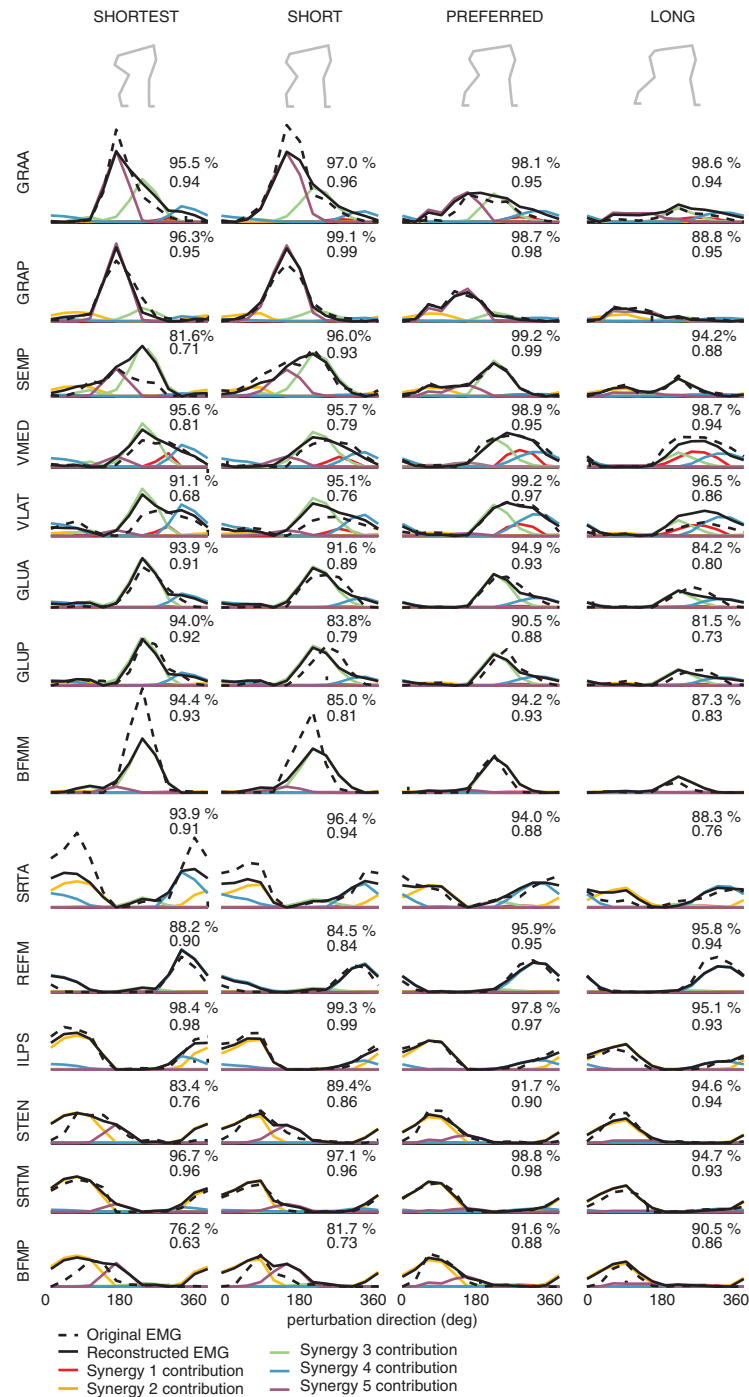 SHORTEST SHORT PREFERRED LONG
GRAA
95.5 % 97.0 % 98.1 % 98.6 %
0.94 0.96 0.95 0.94
GRAP
96.3% 99.1 % 98.7 % 88.8 %
0.95 0.99 0.98 0.95
SEMP
81.6% 96.0% 99.2 % 94.2%
0.71 0.93 0.99 0.88
VMED
95.6 % 95.7 % 98.9 % 98.7 %
0.81 0.79 0.95 0.94
VLAT
91.1 % 95.1% 99.2 % 96.5 %
0.68 0.76 0.97 0.86
GLUA
93.9 % 91.6 % 94.9 % 84.2 %
0.91 0.89 0.93 0.80
GLUP
94.0% 83.8% 90.5 % 81.5 %
0.92 0.79 0.88 0.73
BFMM
94.4 % 85.0 % 94.2 % 87.3 %
0.93 0.81 0.93 0.83
SRTA
93.9 % 96.4 % 94.0 % 88.3 %
0.91 0.94 0.88 0.76
REFM
88.2 % 84.5 % 95.9% 95.8 %
0.90 0.84 0.95 0.94
ILPS
98.4 % 99.3 % 97.8 % 95.1 %
0.98 0.99 0.97 0.93
STEN
83.4 % 89.4% 91.7 % 94.6 %
0.76 0.86 0.90 0.94
SRTM
96.7 % 97.1 % 98.8 % 94.7 %
0.96 0.96 0.98 0.93
BFMP
76.2 % 81.7 % 91.6 % 90.5 %
0.63 0.73 0.88 0.86
0 180 360 0 180 360 0 180 360 0 180 360
perturbation direction (deg)
Original EMG
Reconstructed EMG Synergy 3 contribution
Synergy 1 contribution Synergy 4 contribution
Synergy 2 contribution Synergy 5 contribution